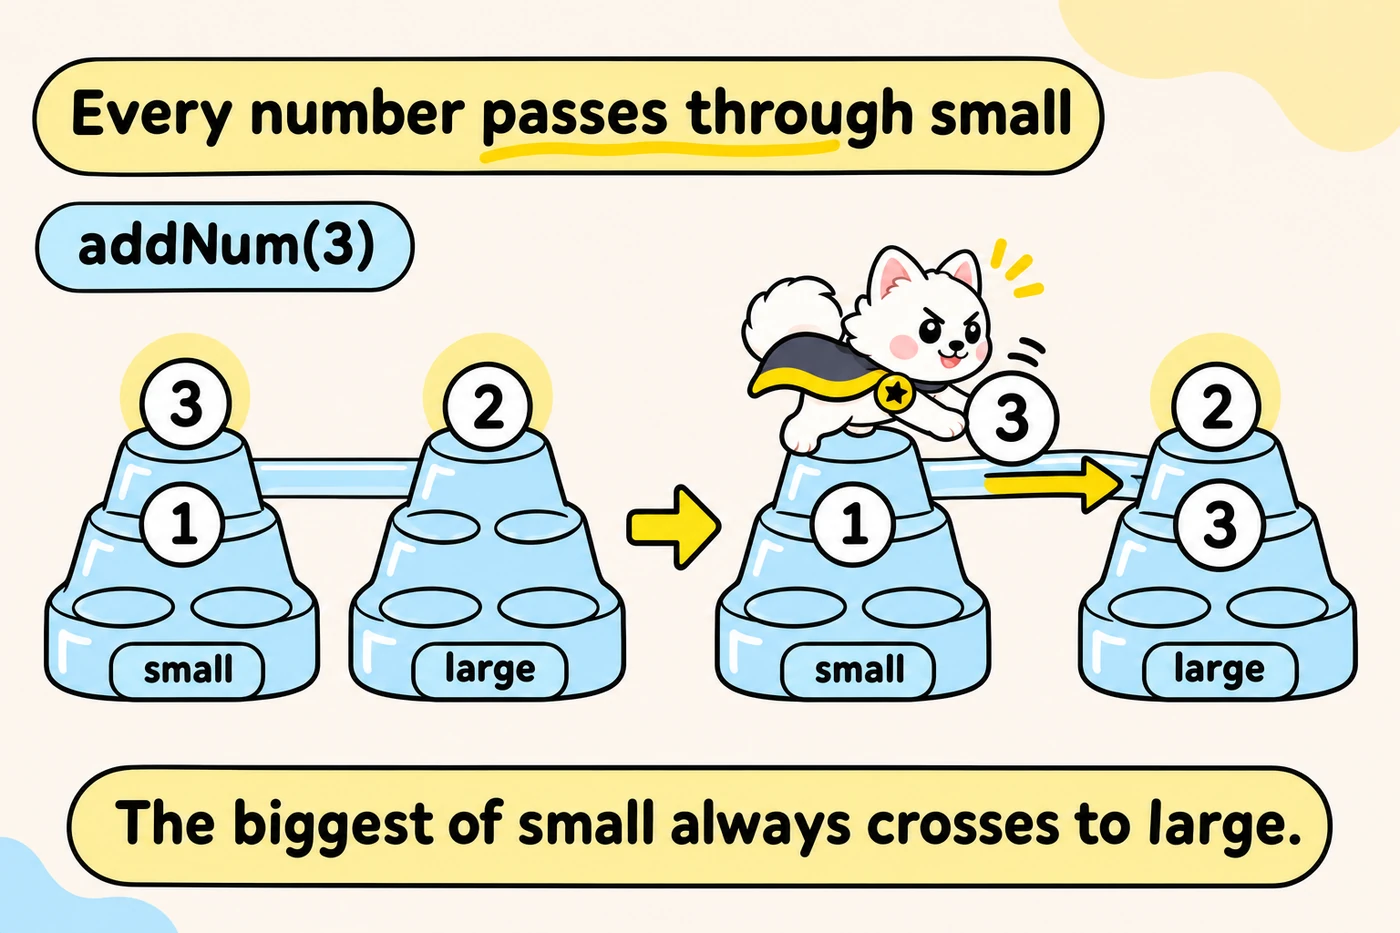 Every number passes through small
addNum(3)
3
1
small
2
large
3
1
small
2
3
large
The biggest of small always crosses to large.